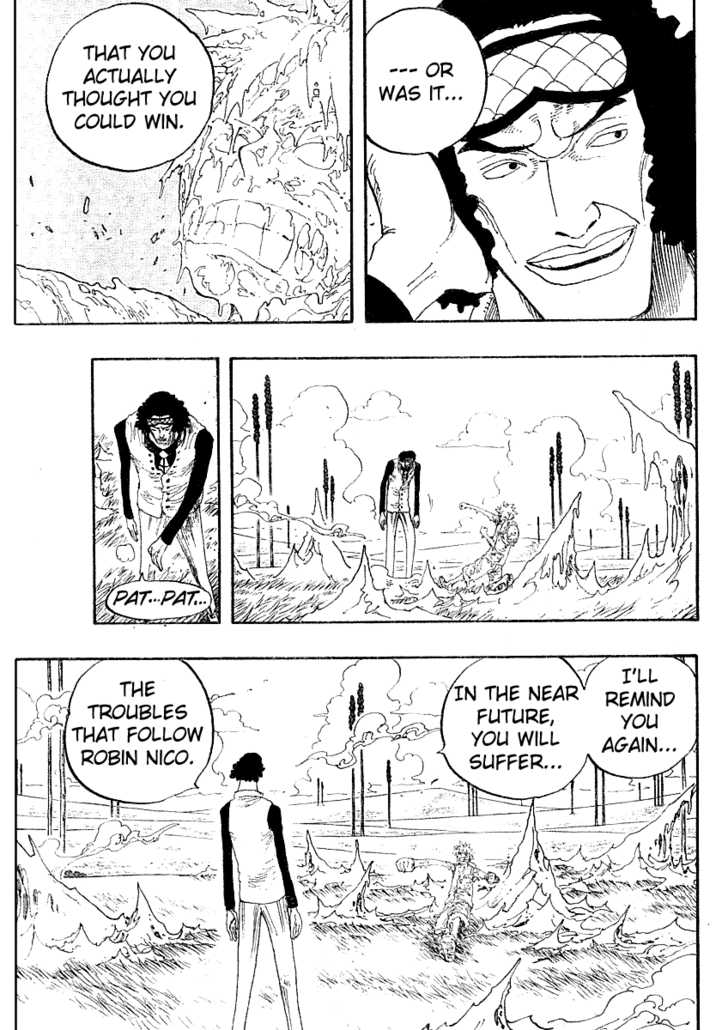 --- OR
WAS IT...
THAT YOU
ACTUALLY
THOUGHT YOU
COULD WIN.
PAT...PAT...
I'LL
REMIND
YOU
AGAIN...
IN THE NEAR
FUTURE,
YOU WILL
SUFFER...
THE
TROUBLES
THAT FOLLOW
ROBIN NICO.